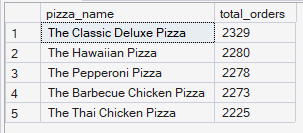 pizza_name total_orders
1 The Classic Deluxe Pizza 2329
2 The Hawaiian Pizza 2280
3 The Pepperoni Pizza 2278
4 The Barbecue Chicken Pizza 2273
5 The Thai Chicken Pizza 2225